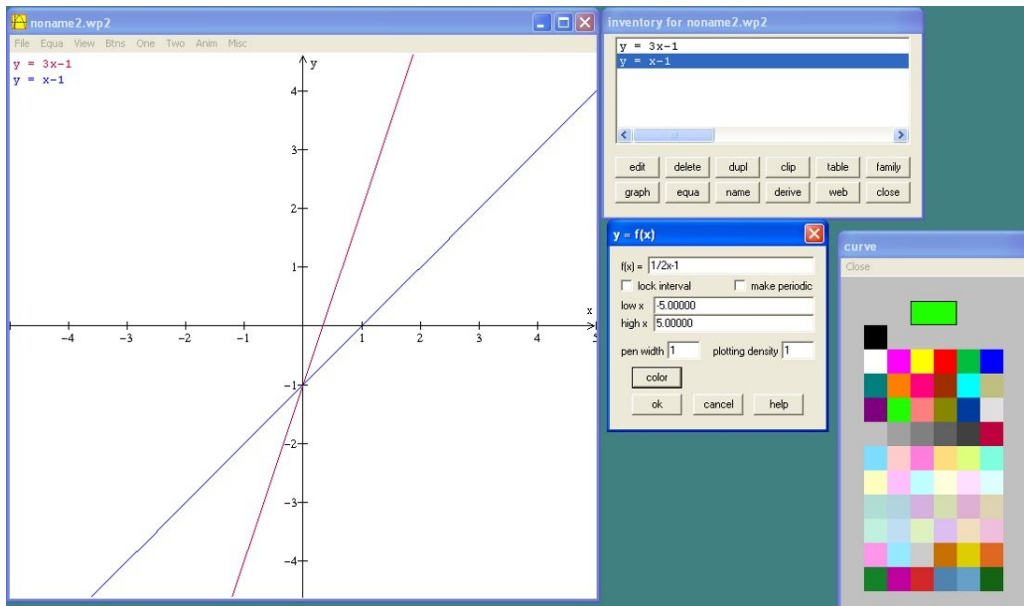 noname2.wp2
File Equa View Btns One Two Anim Misc
y = 3x-1
y = x-1
y
4
3
2
1
x
-4 -3 -2 -1 1 2 3 4 5
-1
-2
-3
-4
inventory for noname2.wp2
y = 3x-1
y = x-1
edit delete dupl clip table family
graph equa name derive web close
y = f(x)
f(x) = 1/2x-1
lock interval make periodic
low x -5.00000
high x 5.00000
pen width 1 plotting density 1
color
ok cancel help
curve
Close